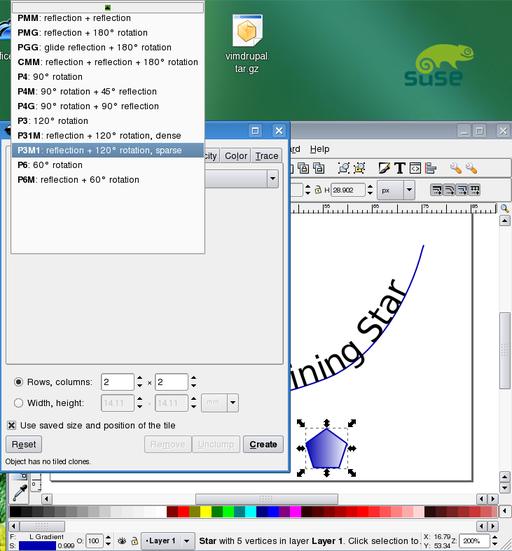 PMM: reflection + reflection
PMG: reflection + 180° rotation
PGG: glide reflection + 180° rotation
CMM: reflection + reflection + 180° rotation
P4: 90° rotation
P4M: 90° rotation + 45° reflection
P4G: 90° rotation + 90° reflection
P3: 120° rotation
P31M: reflection + 120° rotation, dense
P3M1: reflection + 120° rotation, sparse
P6: 60° rotation
P6M: reflection + 60° rotation
vimdrupal.
tar.gz
suse
Color Trace
Help
H 28.902 px
55 65 75 85
ining Star
Rows, columns: 2 × 2
Width, height: 14.11 14.11 mm
Use saved size and position of the tile
Reset Remove Unclump Create
Object has no tiled clones.
F: L Gradient
S: 0.999
O: 100
Layer 1
Star with 5 vertices in layer Layer 1. Click selection to
X: 16.79
Y: 53.34
Z: 200%